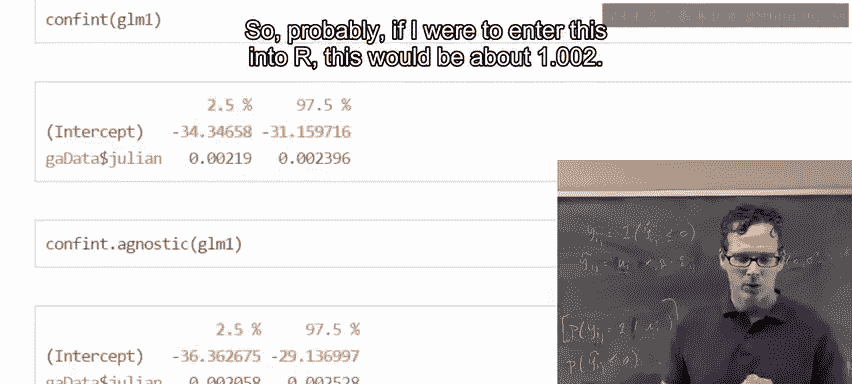 confint(glm1)
So, probably, if I were to enter this
into R, this would be about 1.002.
2.5 % 97.5 %
(Intercept) -34.34658 -31.159716
gaData$julian 0.00219 0.002396
confint.agnostic(glm1)
2.5 % 97.5 %
(Intercept) -36.362675 -29.136997
gaData$julian 0.002058 0.002528